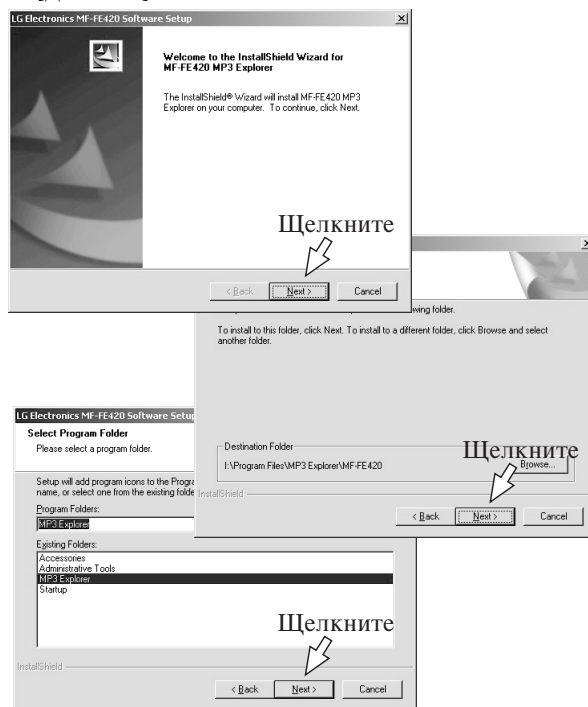 LG Electronics MF-FE420 Software Setup
Welcome to the InstallShield Wizard for
MF-FE420 MP3 Explorer
The InstallShield® Wizard will install MF-FE420 MP3
Explorer on your computer. To continue, click Next.
Щелкните
< Back
Next >
Cancel
wing folder.
To install to this folder, click Next. To install to a different folder, click Browse and select
another folder.
Destination Folder
I:\Program Files\MP3 Explorer\MF-FE420
Щелкните
Browse...
InstallShield
< Back
Next >
Cancel
LG Electronics MF-FE420 Software Setup
Select Program Folder
Please select a program folder.
Setup will add program icons to the Progra
name, or select one from the existing folde
Program Folders:
MP3 Explorer
Existing Folders:
Accessories
Administrative Tools
MP3 Explorer
Startup
Щелкните
InstallShield
< Back
Next >
Cancel